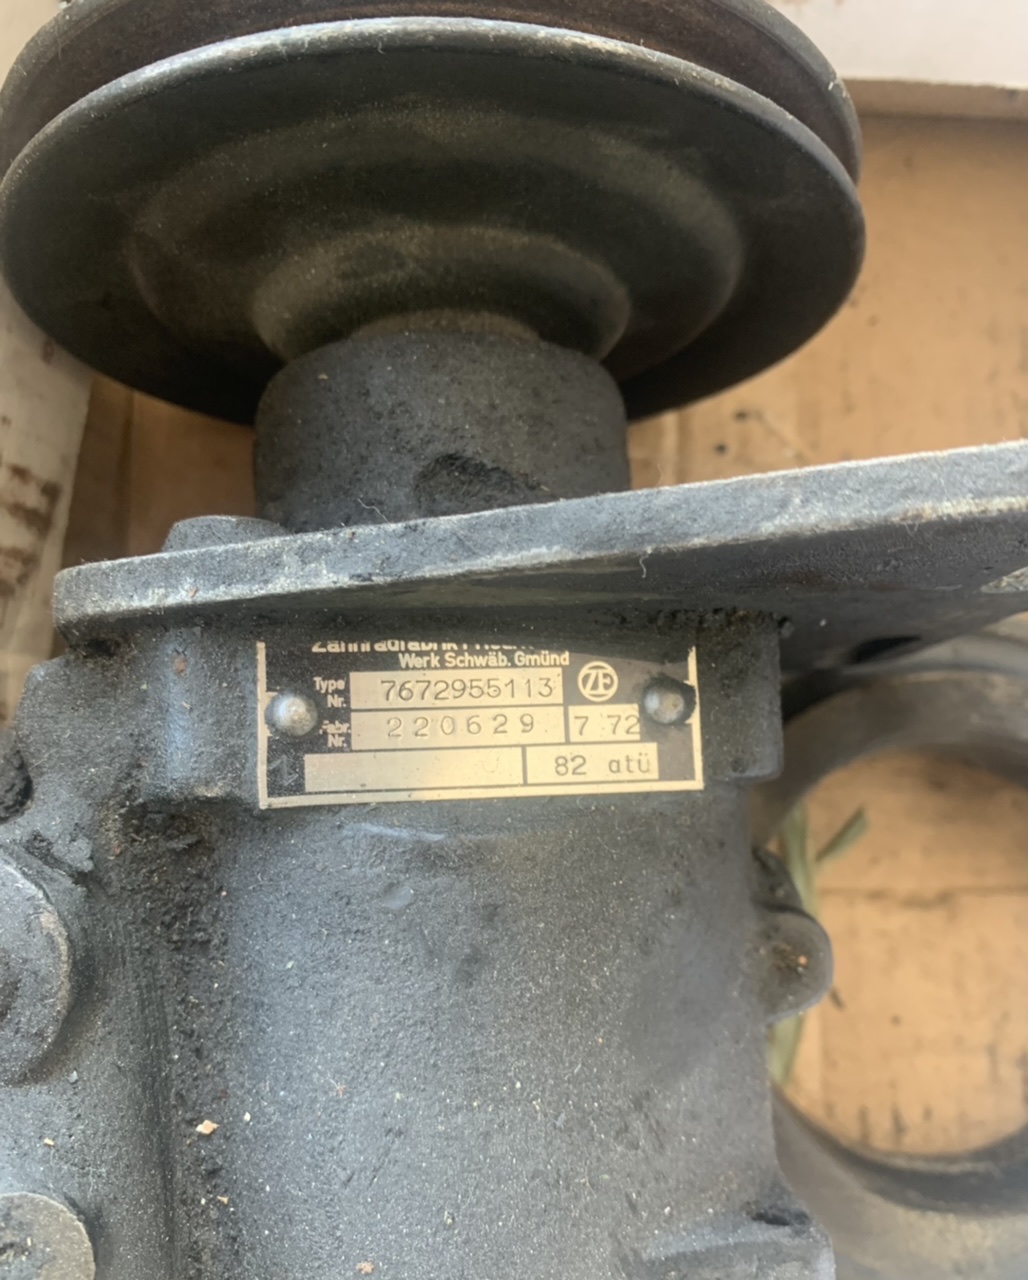 Werk Schwäb. Gmünd
Type Nr. 7672955113 ZF
Fabr. Nr. 220629 7 72
82 atü